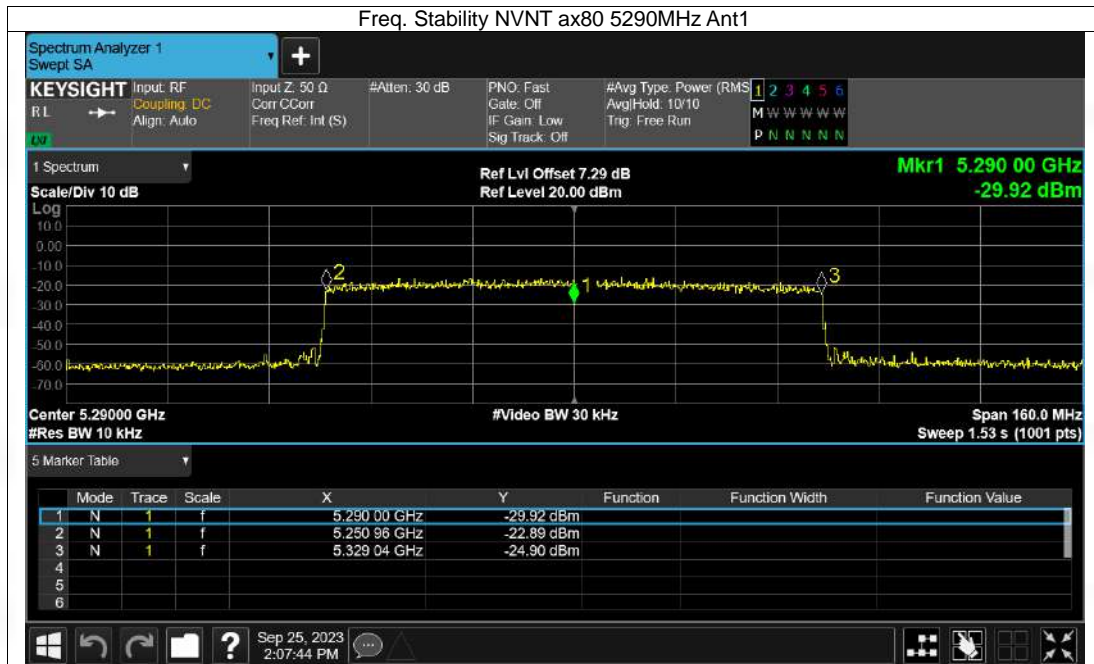 Freq. Stability NVNT ax80 5290MHz Ant1
Spectrum Analyzer 1
Swept SA
+
KEYSIGHT Input: RF Input Z: 50 Ω #Atten: 30 dB PNO: Fast #Avg Type: Power (RMS 1 2 3 4 5 6
R L Coupling: DC Corr CCorr Gate: Off Avg|Hold: 10/10 M W W W W W
Align: Auto Freq Ref: Int (S) IF Gain: Low Trig: Free Run
Sig Track: Off P N N N N N
LXI
1 Spectrum Ref Lvl Offset 7.29 dB Mkr1 5.290 00 GHz
Scale/Div 10 dB Ref Level 20.00 dBm -29.92 dBm
Log
10.0
0.00
-10.0
-20.0
-30.0
-40.0
-50.0
-60.0
-70.0
2
1
3
Center 5.29000 GHz #Video BW 30 kHz Span 160.0 MHz
#Res BW 10 kHz Sweep 1.53 s (1001 pts)
5 Marker Table
Mode Trace Scale X Y Function Function Width Function Value
1 N 1 f 5.290 00 GHz -29.92 dBm
2 N 1 f 5.250 96 GHz -22.89 dBm
3 N 1 f 5.329 04 GHz -24.90 dBm
4
5
6
? Sep 25, 2023
2:07:44 PM